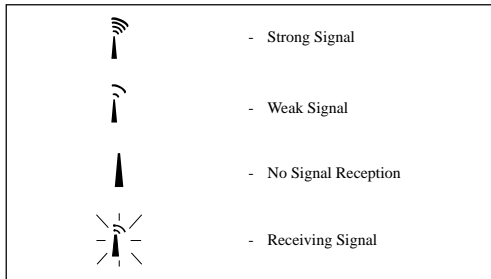 - Strong Signal
- Weak Signal
- No Signal Reception
- Receiving Signal